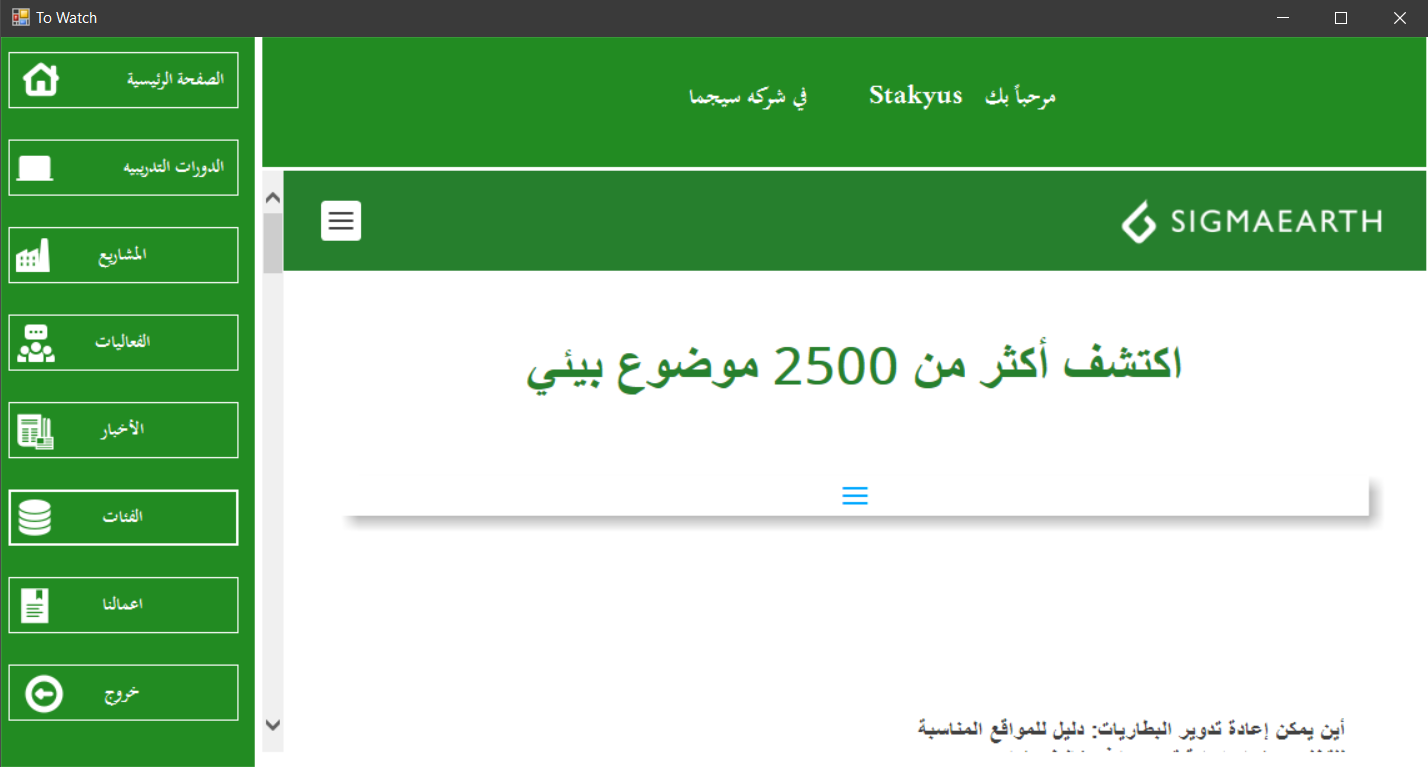 To Watch
مرحباً بك Stakyus في شركه سيجما
الصفحة الرئيسية
الدورات التدريبيه
المشاريع
الفعاليات
الأخبار
الفئات
اعمالنا
خروج
SIGMAEARTH
اكتشف أكثر من 2500 موضوع بيئي
أين يمكن إعادة تدوير البطاريات: دليل للمواقع المناسبة